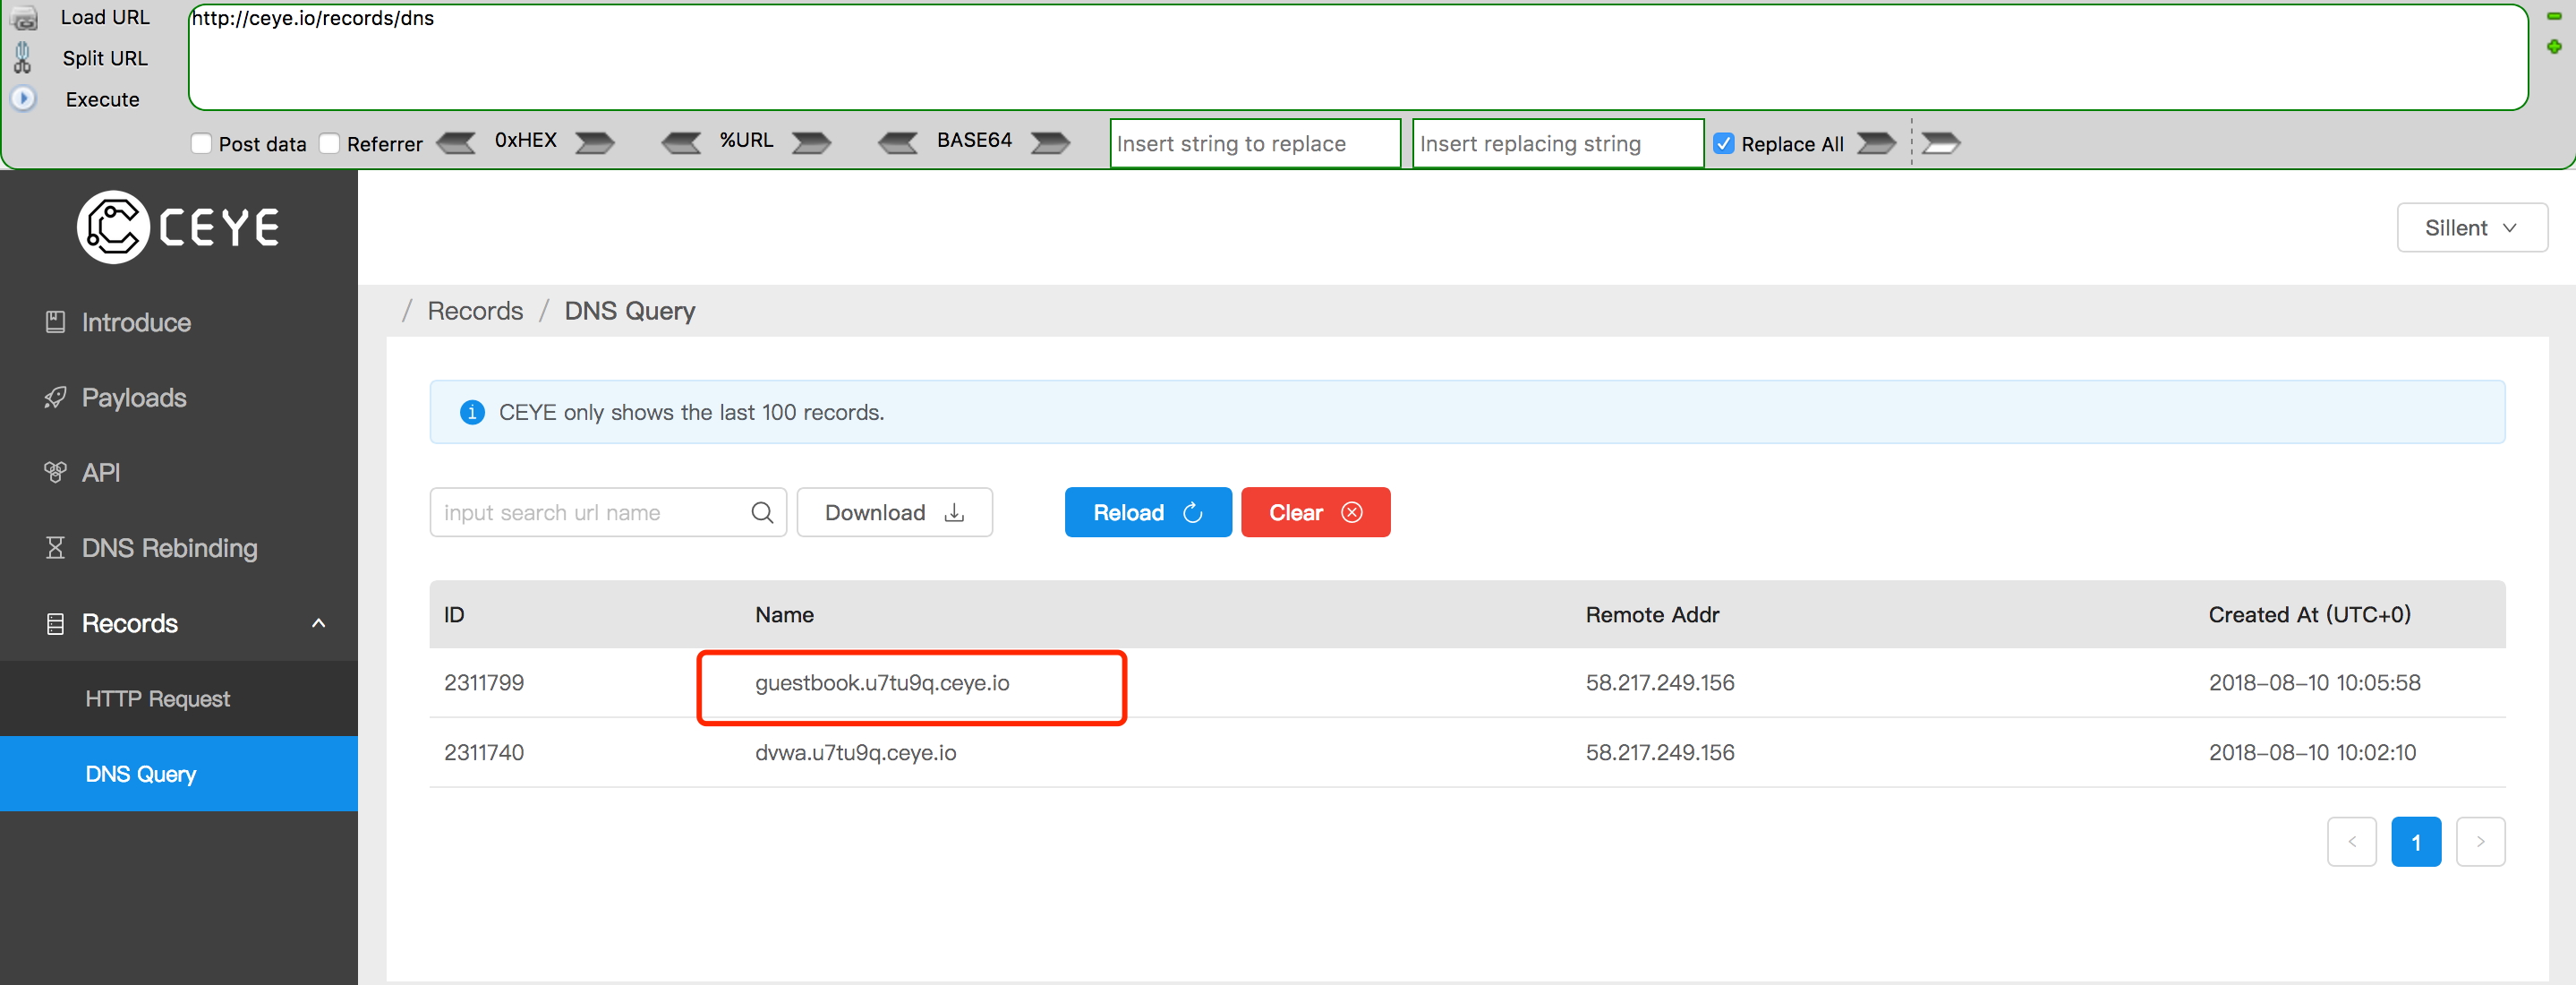 Load URL
http://ceye.io/records/dns
Split URL
Execute
Post data Referrer 0xHEX %URL BASE64 Insert string to replace Insert replacing string Replace All
CEYE
Sillent
Introduce
Payloads
API
DNS Rebinding
Records
HTTP Request
DNS Query
/ Records / DNS Query
CEYE only shows the last 100 records.
input search url name Download Reload Clear
ID Name Remote Addr Created At (UTC+0)
2311799 guestbook.u7tu9q.ceye.io 58.217.249.156 2018-08-10 10:05:58
2311740 dvwa.u7tu9q.ceye.io 58.217.249.156 2018-08-10 10:02:10
< 1 >